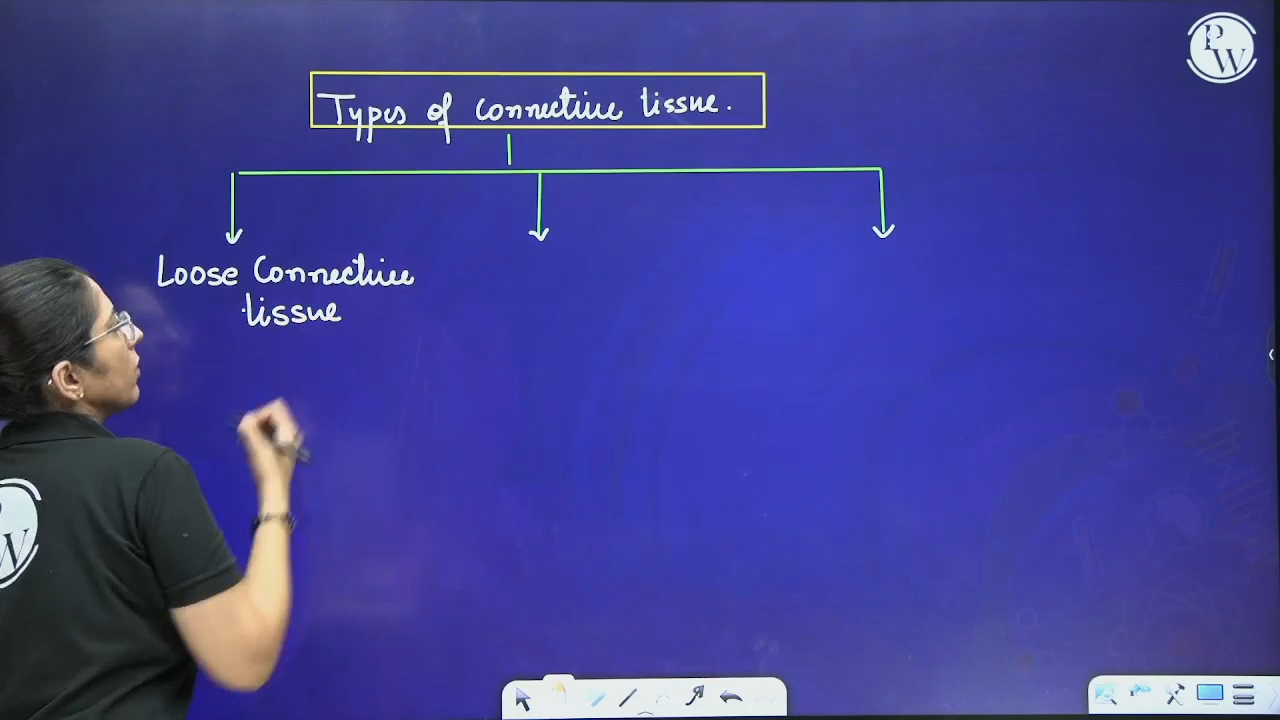 PW
Types of connective tissue.
Loose Connective
tissue
W